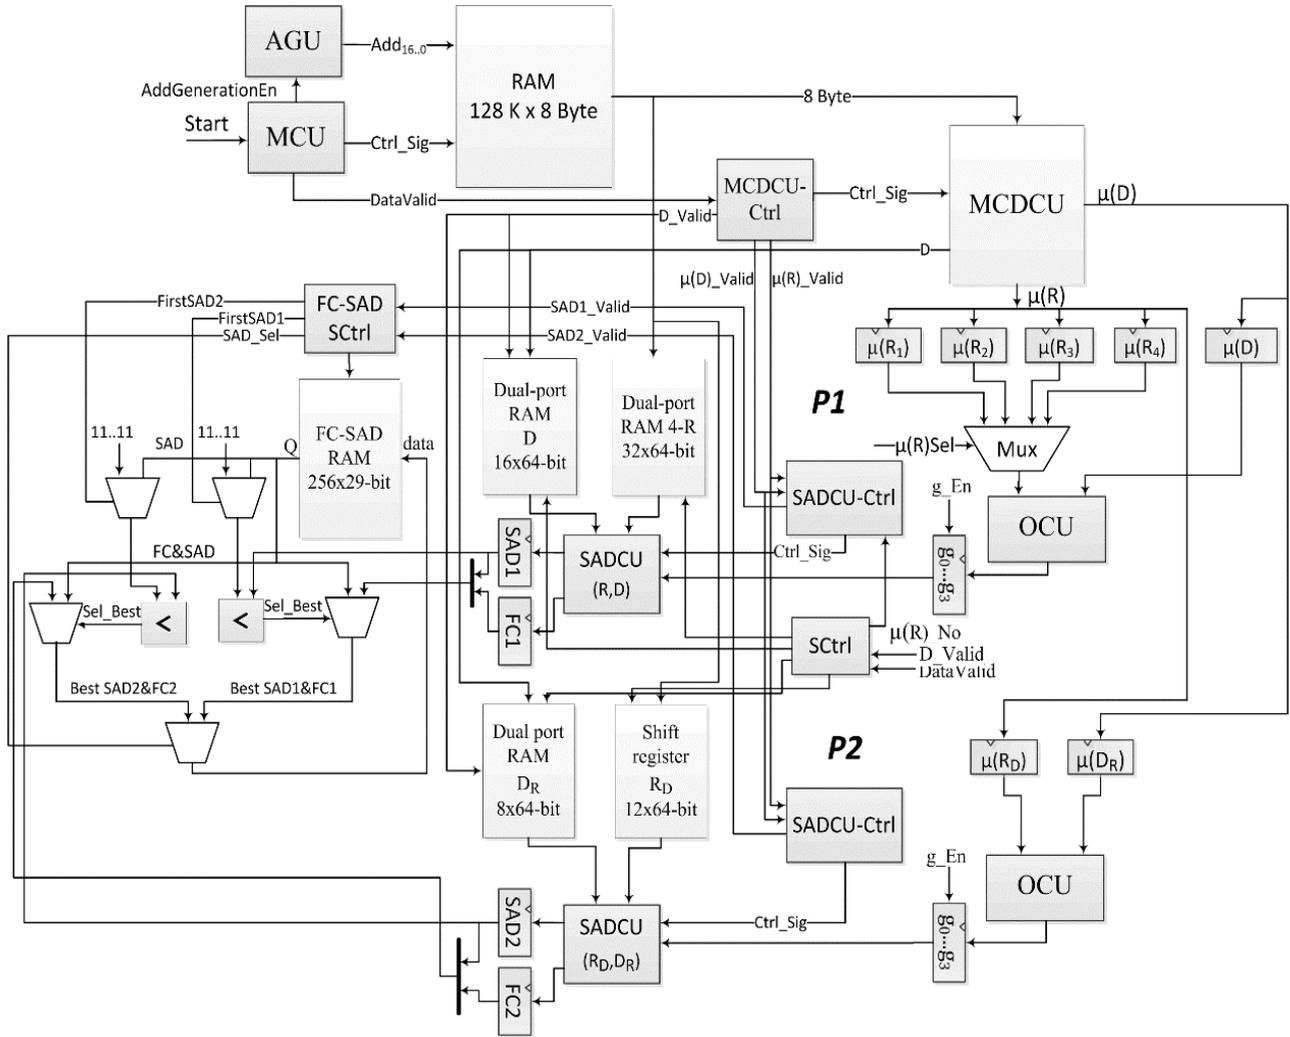 AGU
Add16..0
RAM
128 K x 8 Byte
AddGenerationEn
8 Byte
Start
MCU
Ctrl_Sig
MCDCU-
Ctrl
Ctrl_Sig
MCDCU
μ(D)
DataValid
D_Valid
D
μ(D)_Valid
μ(R)_Valid
μ(R)
FirstSAD2
FirstSAD1
SAD_Sel
FC-SAD
SCtrl
SAD1_Valid
SAD2_Valid
μ(R1)
μ(R2)
μ(R3)
μ(R4)
μ(D)
Dual-port
RAM
D
16x64-bit
Dual-port
RAM 4-R
32x64-bit
P1
11..11
SAD
11..11
Q
FC-SAD
RAM
256x29-bit
data
μ(R)Sel
Mux
SADCU-Ctrl
g_En
OCU
FC&SAD
SAD1
SADCU
(R,D)
Ctrl_Sig
g0...g3
Sel_Best
<
<
Sel_Best
FC1
SCtrl
μ(R)_No
D_Valid
DataValid
Best SAD2&FC2
Best SAD1&FC1
Dual port
RAM
DR
8x64-bit
Shift
register
RD
12x64-bit
P2
μ(RD)
μ(DR)
SADCU-Ctrl
g_En
OCU
SAD2
SADCU
(RD,DR)
Ctrl_Sig
g0...g3
FC2